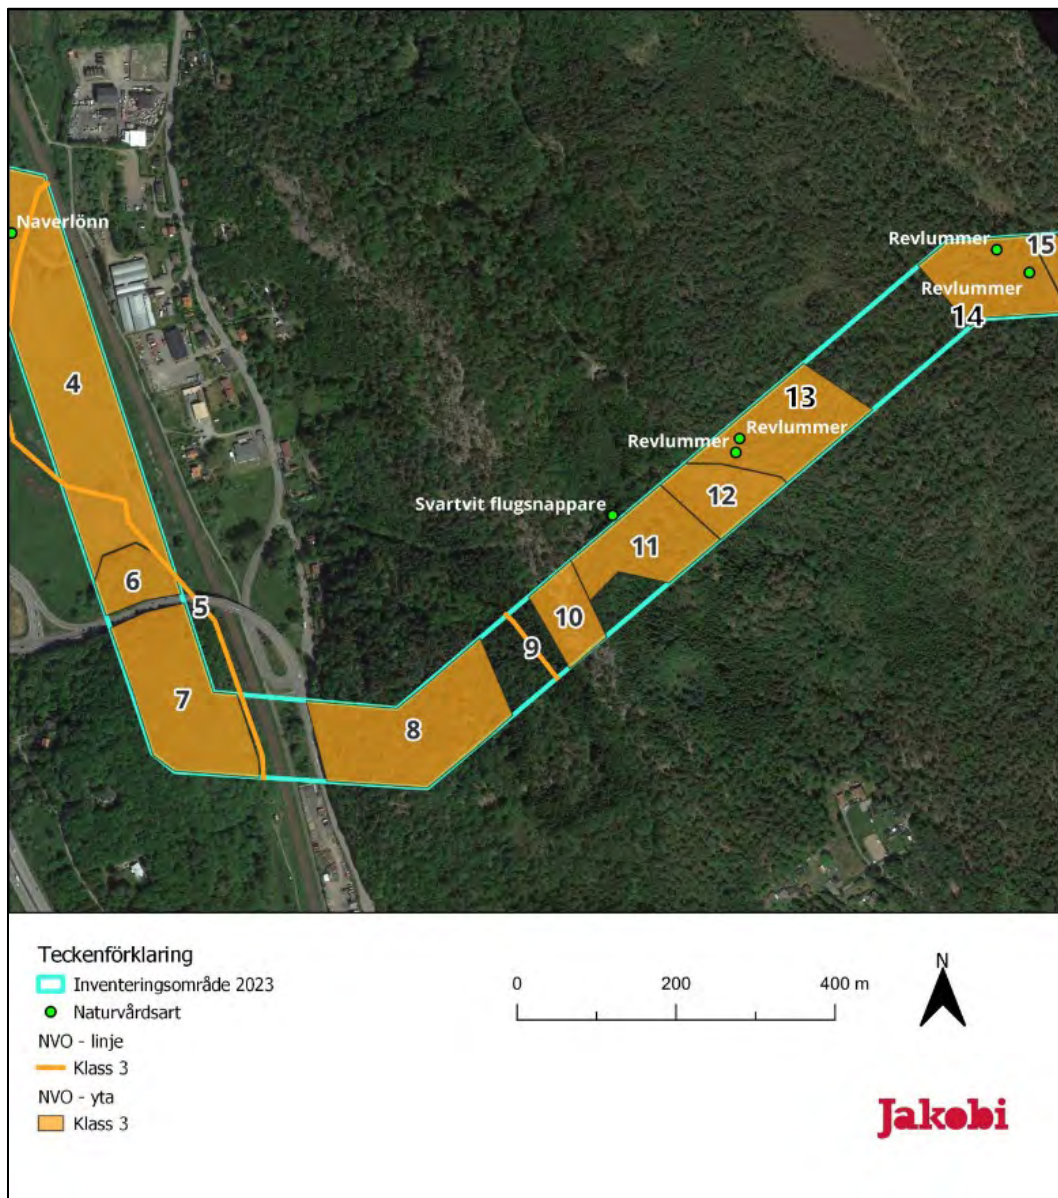 Naverlönn
Revlummer
15
Revlummer
14
4
13
Revlummer
Revlummer
12
Svartvit flugsnappare
11
6
5
10
9
7
8
Teckenförklaring
Inventeringsområde 2023
Naturvårdsart
NVO - linje
Klass 3
NVO - yta
Klass 3
0 200 400 m
N
Jakobi